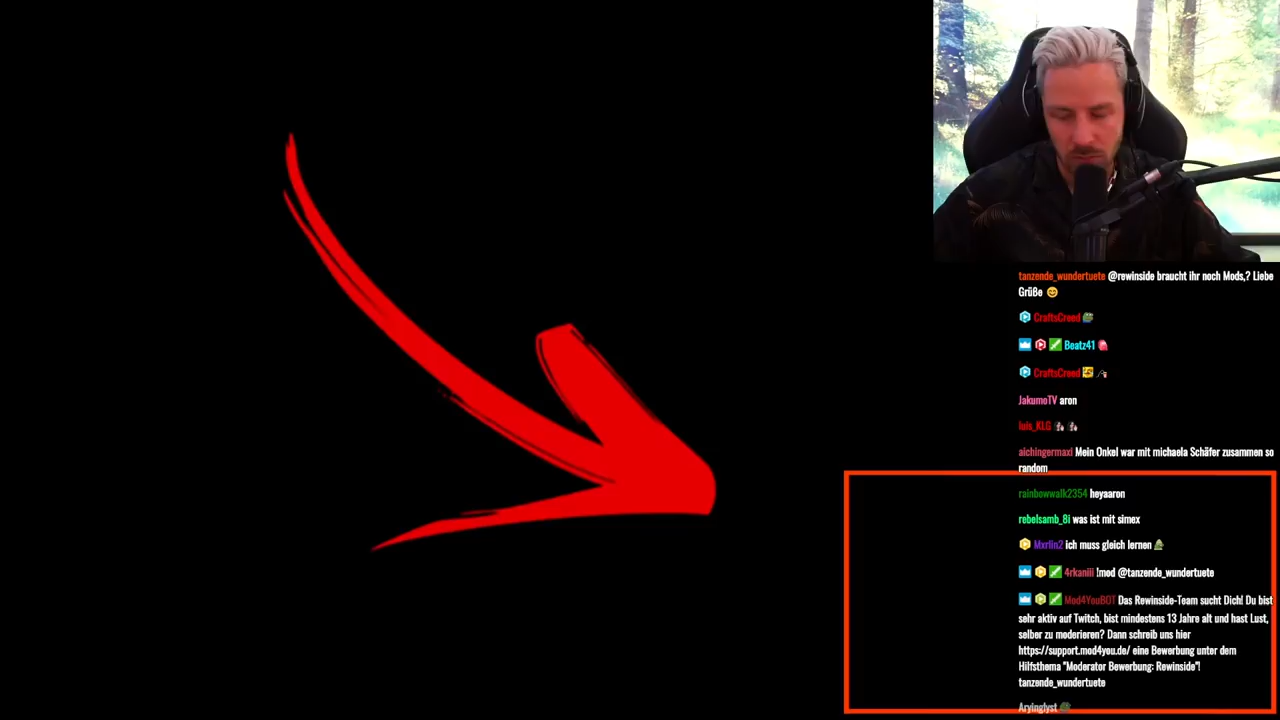 tanzende_wundertuete @rewinside braucht ihr noch Mods,? Liebe
Grüße
CraftsCreed
Beatz41
CraftsCreed
JakumoTV aron
luis_KLG
aichingermaxi Mein Onkel war mit michaela Schäfer zusammen so
random
rainbowwalk2354 heyaaron
rebelsamb_8i was ist mit simex
Mxrlin2 ich muss gleich lernen
4rkaniii !mod @tanzende_wundertuete
Mod4YouBOT Das Rewinside-Team sucht Dich! Du bist
sehr aktiv auf Twitch, bist mindestens 13 Jahre alt und hast Lust,
selber zu moderieren? Dann schreib uns hier
https://support.mod4you.de/ eine Bewerbung unter dem
Hilfsthema "Moderator Bewerbung: Rewinside"!
tanzende_wundertuete
Aryinglyst